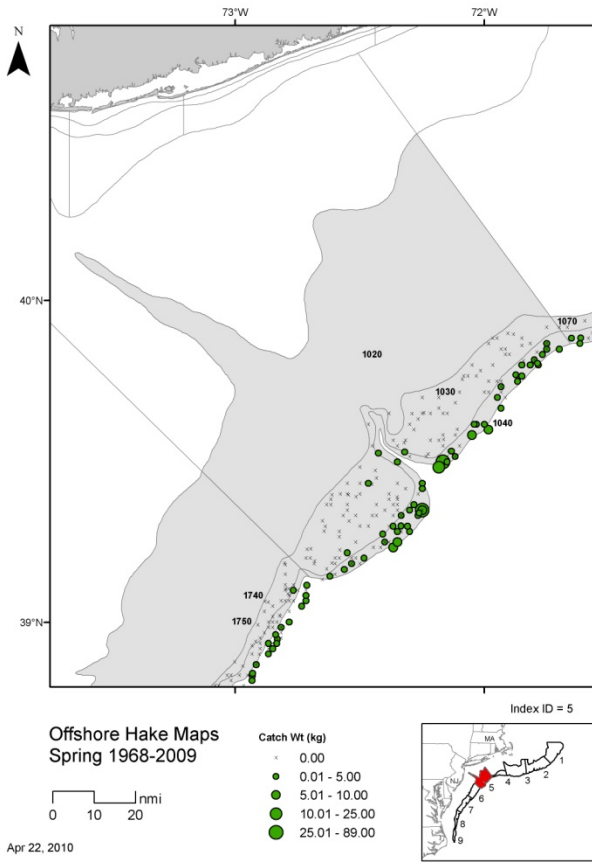 73°W
72°W
N
40°N
1070
1020
1030
1040
1740
39°N
1750
Index ID = 5
Offshore Hake Maps
Spring 1968-2009
0 10 20 nmi
Apr 22, 2010
Catch Wt (kg)
0.00
0.01 - 5.00
5.01 - 10.00
10.01 - 25.00
25.01 - 89.00
MA
NJ
1
2
3
4
5
6
7
8
9